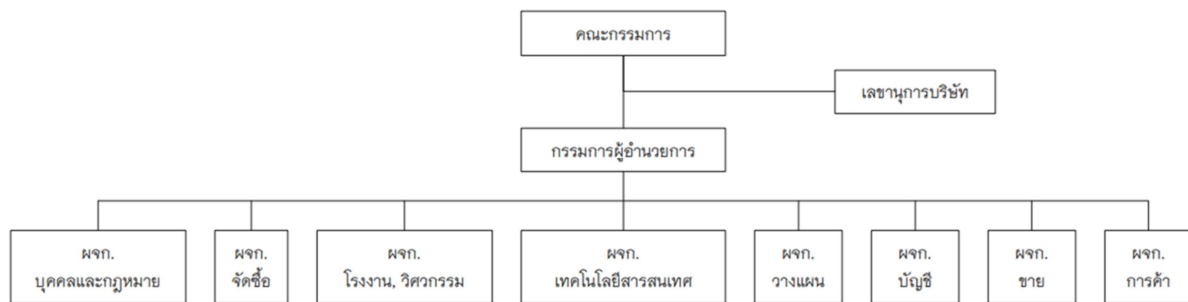 คณะกรรมการ
เลขานุการบริษัท
กรรมการผู้อำนวยการ
ผจก.
บุคคลและกฎหมาย
ผจก.
จัดซื้อ
ผจก.
โรงงาน, วิศวกรรม
ผจก.
เทคโนโลยีสารสนเทศ
ผจก.
วางแผน
ผจก.
บัญชี
ผจก.
ขาย
ผจก.
การค้า